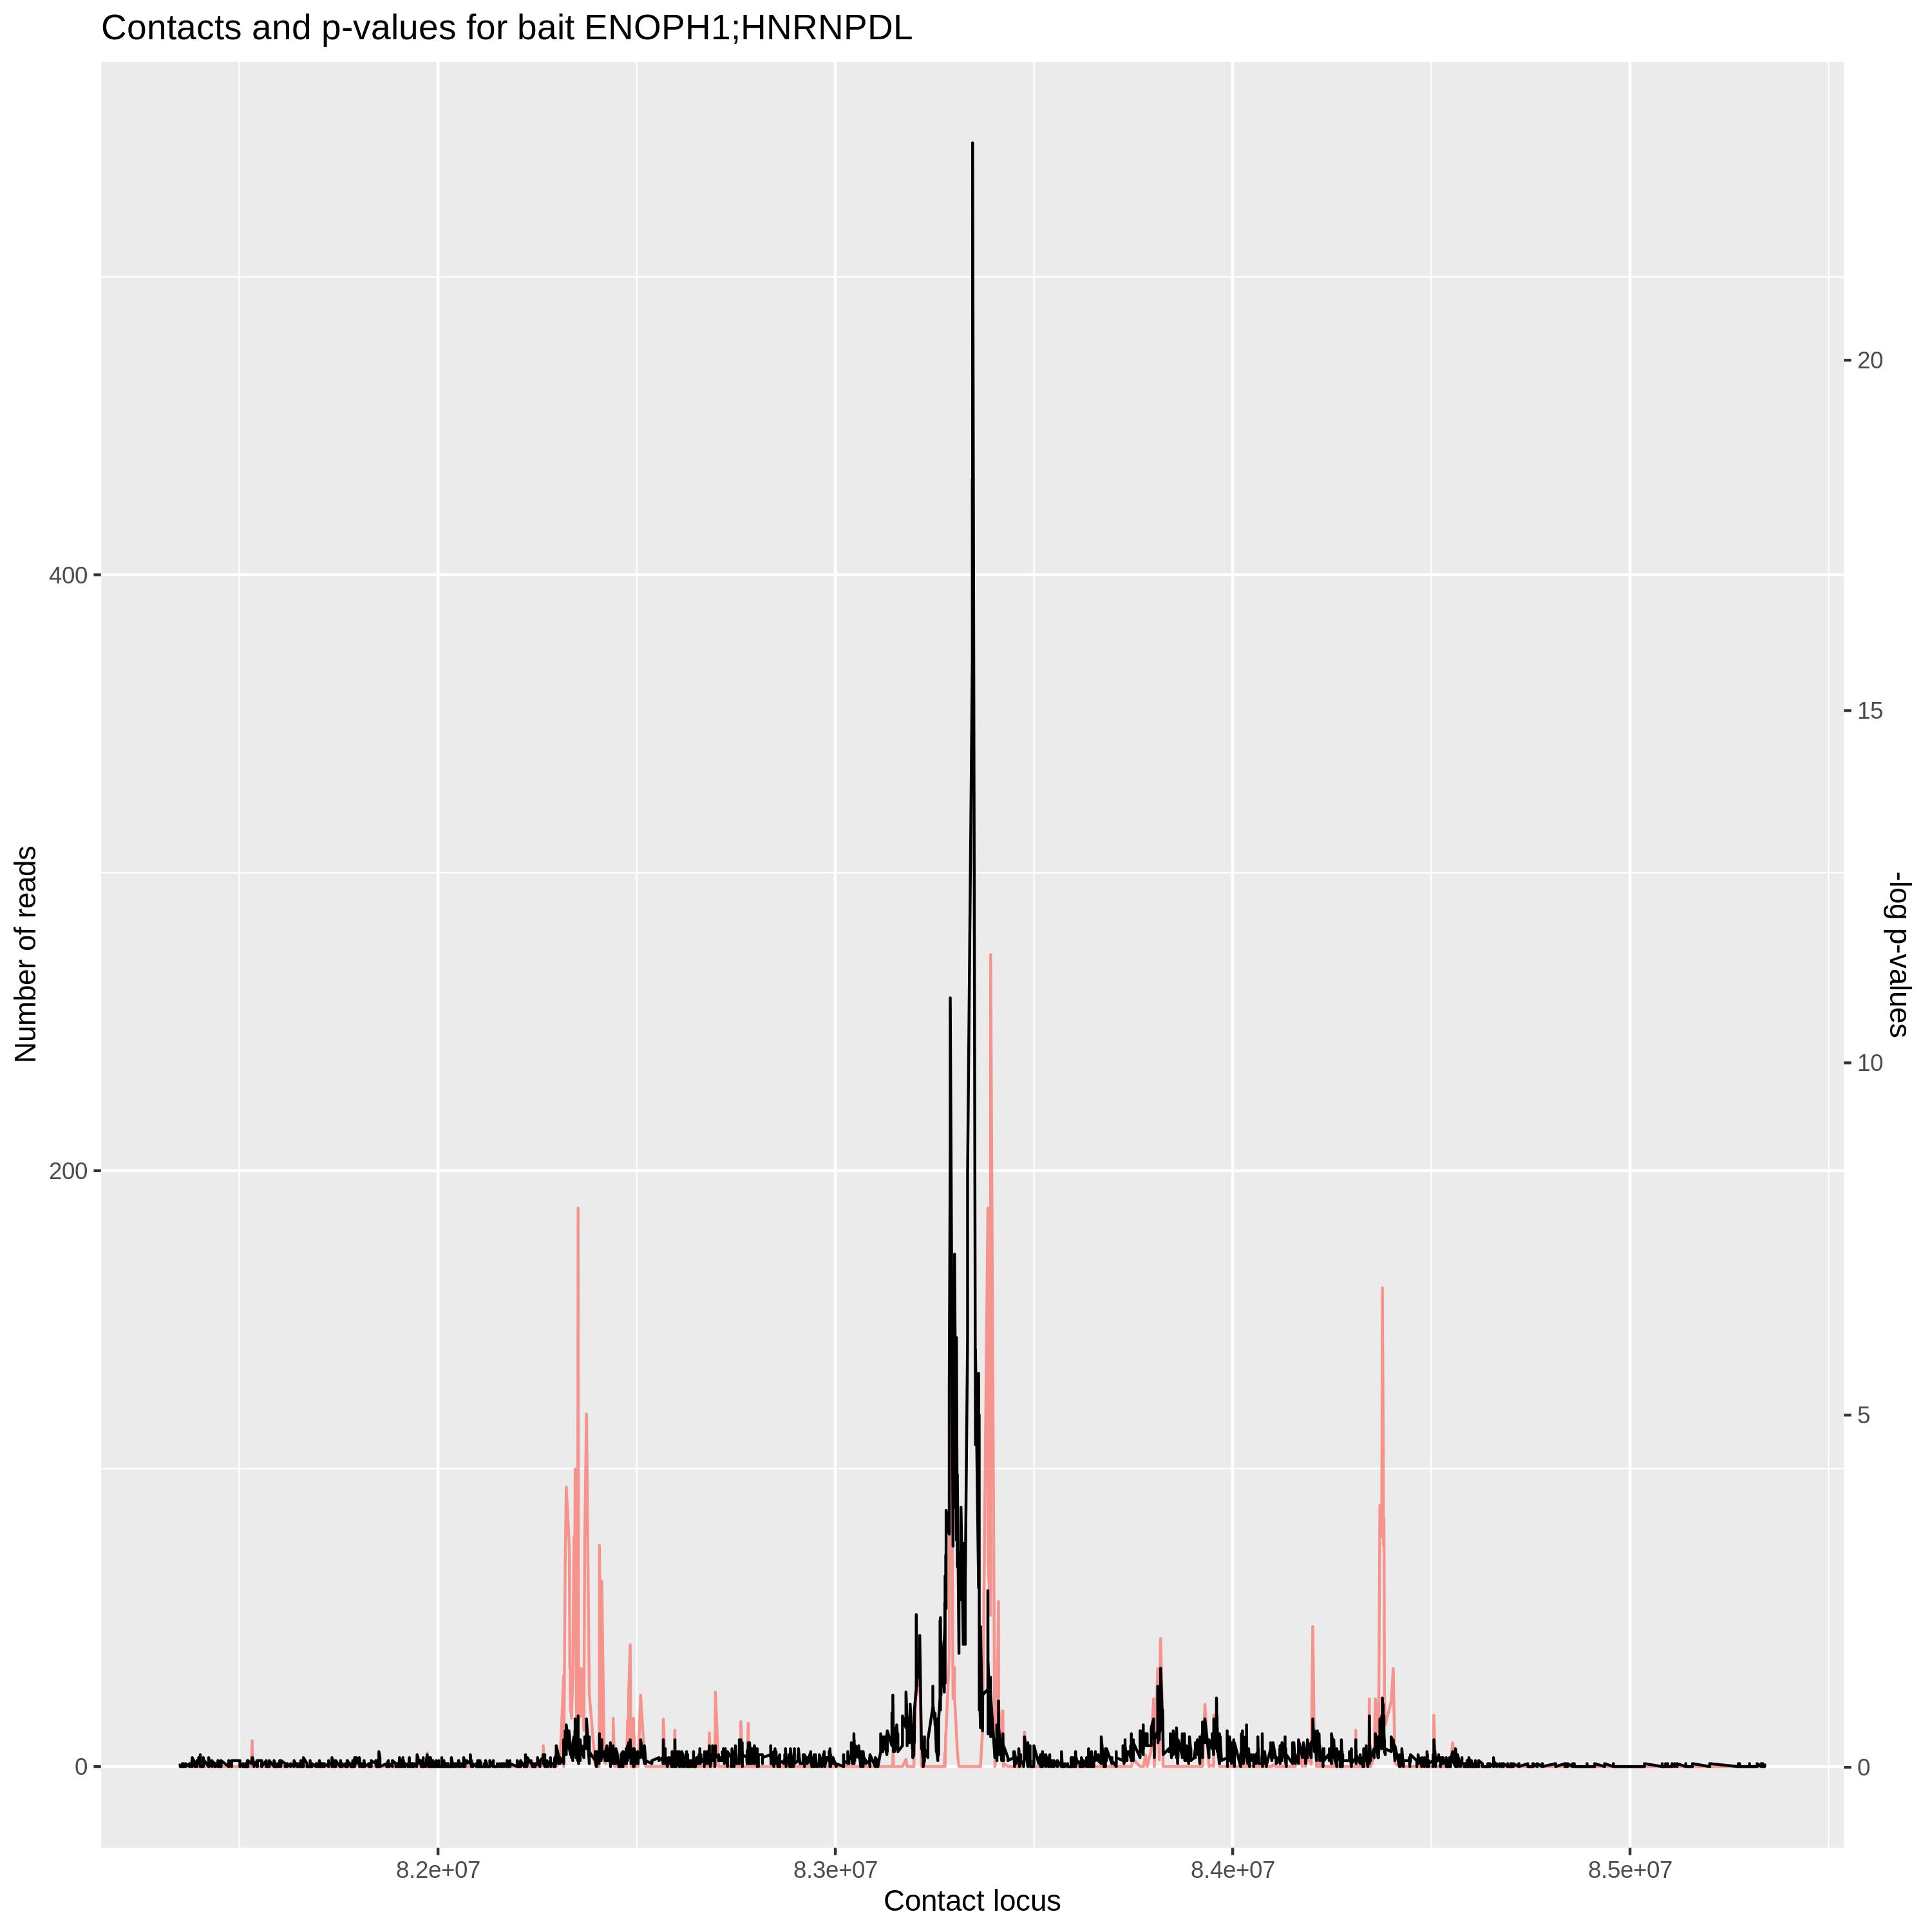 Contacts and p-values for bait ENOPH1;HNRNPDL
Number of reads
400
200
0
20
15
10
5
0
-log p-values
8.2e+07 8.3e+07 8.4e+07 8.5e+07
Contact locus